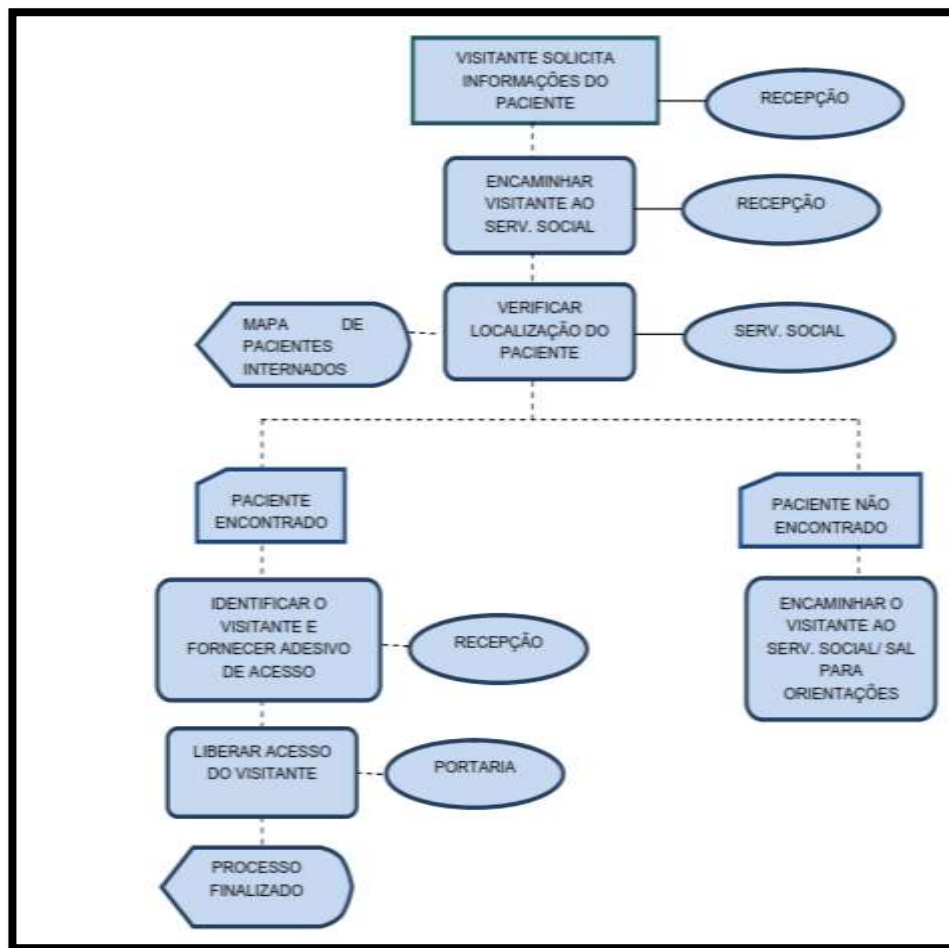 VISITANTE SOLICITA
INFORMAÇÕES DO
PACIENTE
RECEPÇÃO
ENCAMINHAR
VISITANTE AO
SERV. SOCIAL
RECEPÇÃO
MAPA DE
PACIENTES
INTERNADOS
VERIFICAR
LOCALIZAÇÃO DO
PACIENTE
SERV. SOCIAL
PACIENTE
ENCONTRADO
PACIENTE NÃO
ENCONTRADO
IDENTIFICAR O
VISITANTE E
FORNECER ADESIVO
DE ACESSO
RECEPÇÃO
ENCAMINHAR O
VISITANTE AO
SERV. SOCIAL/ SAL
PARA
ORIENTAÇÕES
LIBERAR ACESSO
DO VISITANTE
PORTARIA
PROCESSO
FINALIZADO